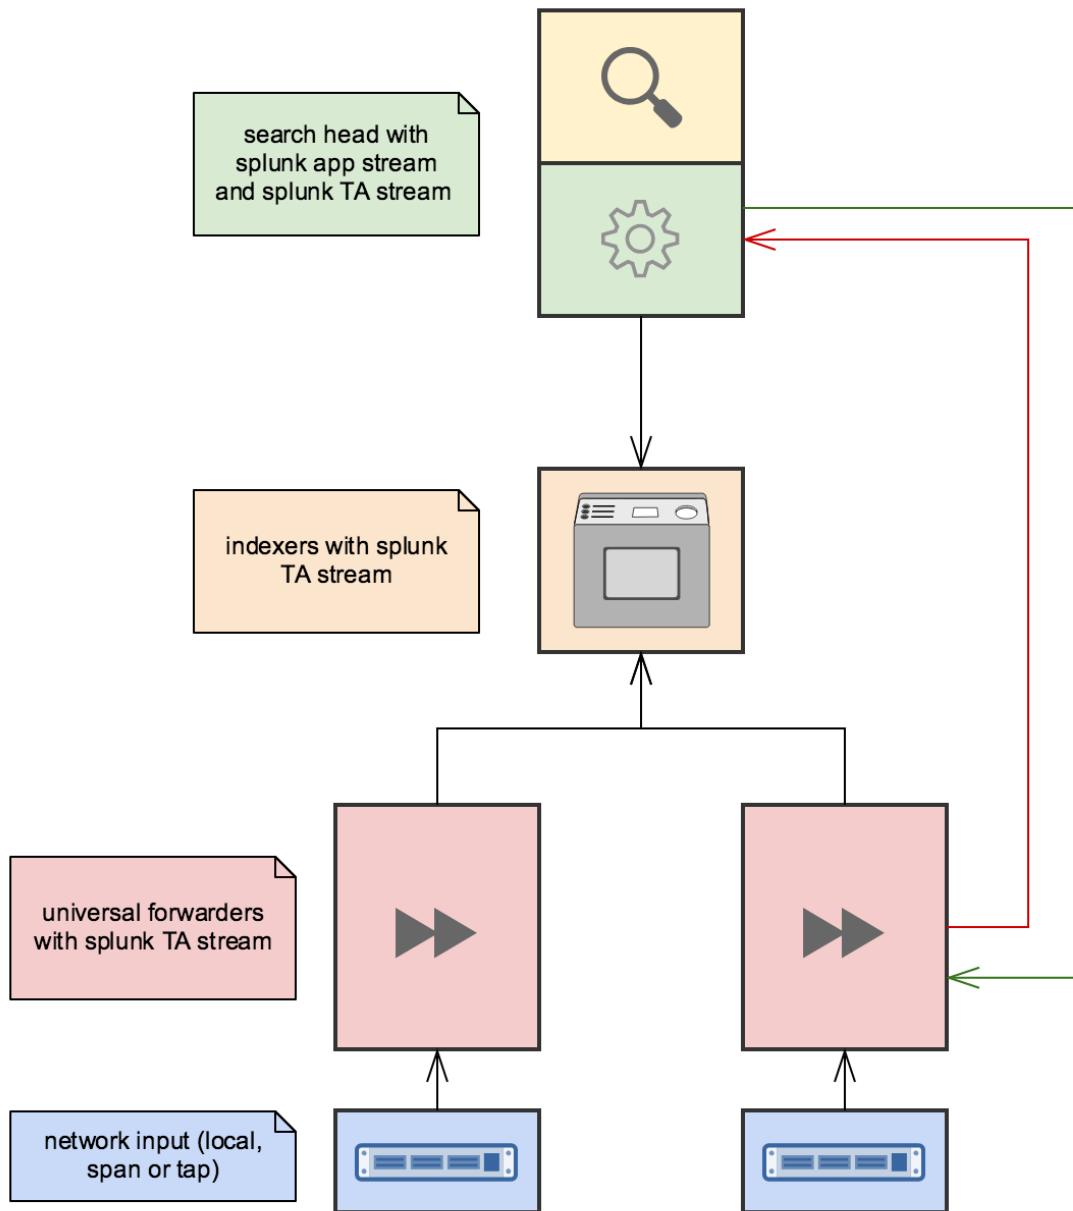 search head with
splunk app stream
and splunk TA stream
indexers with splunk
TA stream
universal forwarders
with splunk TA stream
network input (local,
span or tap)